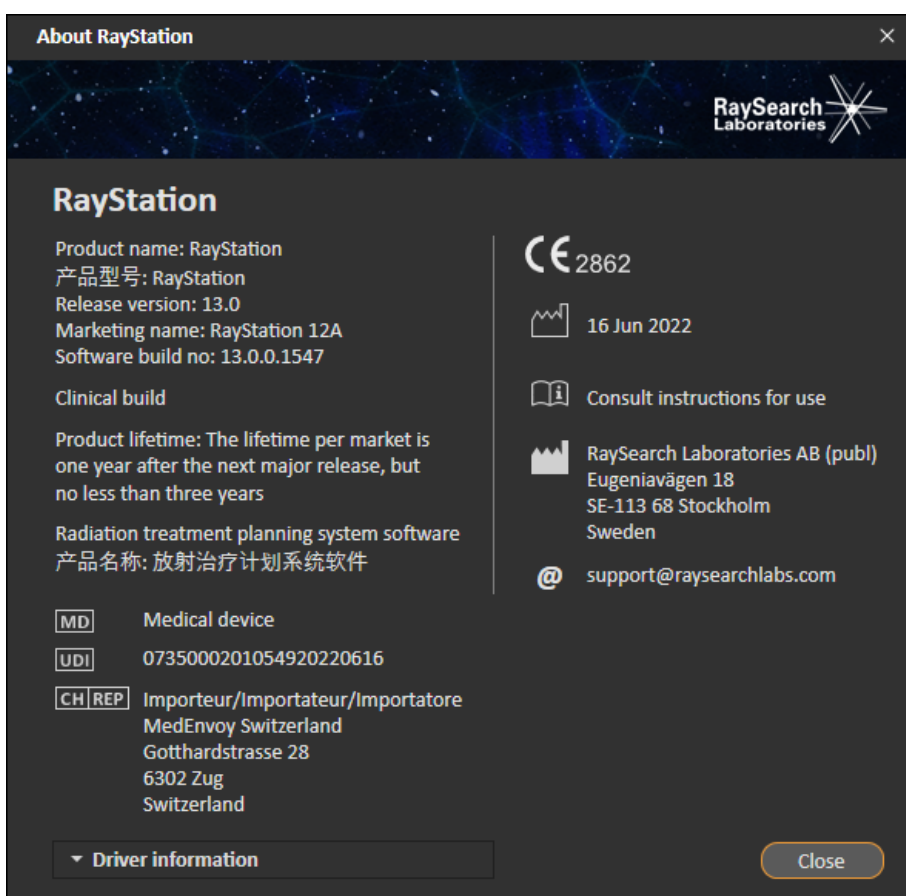 About RayStation
RaySearch
Laboratories
RayStation
Product name: RayStation
产品型号: RayStation
Release version: 13.0
Marketing name: RayStation 12A
Software build no: 13.0.0.1547
Clinical build
Product lifetime: The lifetime per market is
one year after the next major release, but
no less than three years
Radiation treatment planning system software
产品名称: 放射治疗计划系统软件
CE 2862
16 Jun 2022
Consult instructions for use
RaySearch Laboratories AB (publ)
Eugeniavägen 18
SE-113 68 Stockholm
Sweden
@ support@raysearchlabs.com
MD Medical device
UDI 0735000201054920220616
CH REP Importeur/Importateur/Importatore
MedEnvoy Switzerland
Gotthardstrasse 28
6302 Zug
Switzerland
Driver information
Close